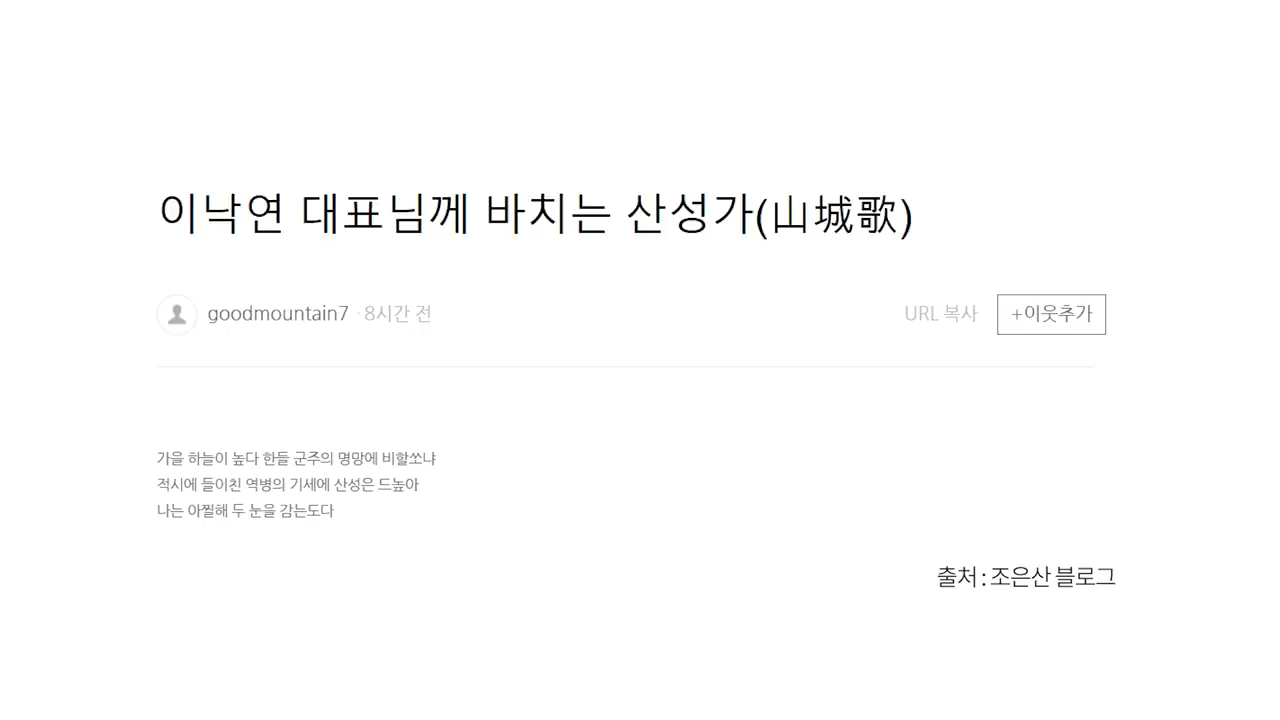 이낙연 대표님께 바치는 산성가(山城歌)
goodmountain7 · 8시간 전
URL 복사
+이웃추가
가을 하늘이 높다 한들 군주의 명망에 비할쏘냐
적시에 들이친 역병의 기세에 산성은 드높아
나는 아찔해 두 눈을 감는도다
출처 : 조은산 블로그